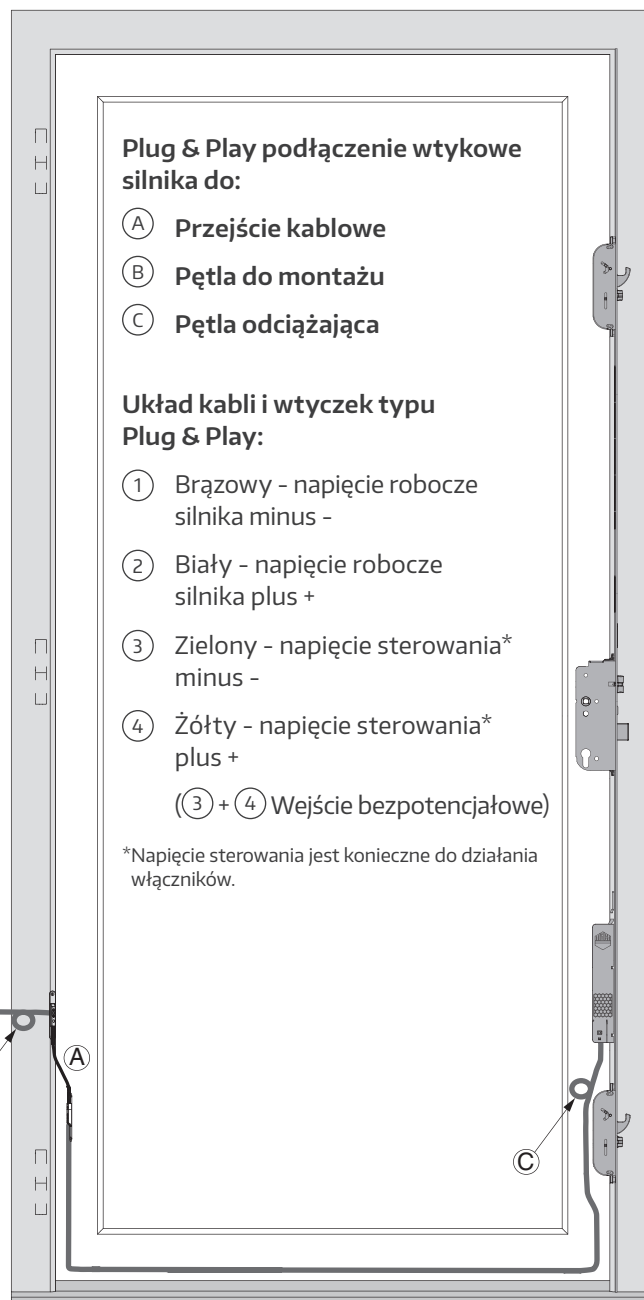 Plug & Play podłączenie wtykowe
silnika do:
A Przejście kablowe
B Pętla do montażu
C Pętla odciążająca
Układ kabli i wtyczek typu
Plug & Play:
1 Brązowy - napięcie robocze
silnika minus -
2 Biały - napięcie robocze
silnika plus +
3 Zielony - napięcie sterowania*
minus -
4 Żółty - napięcie sterowania*
plus +
(3 + 4 Wejście bezpotencjałowe)
*Napięcie sterowania jest konieczne do działania
włączników.
A
C